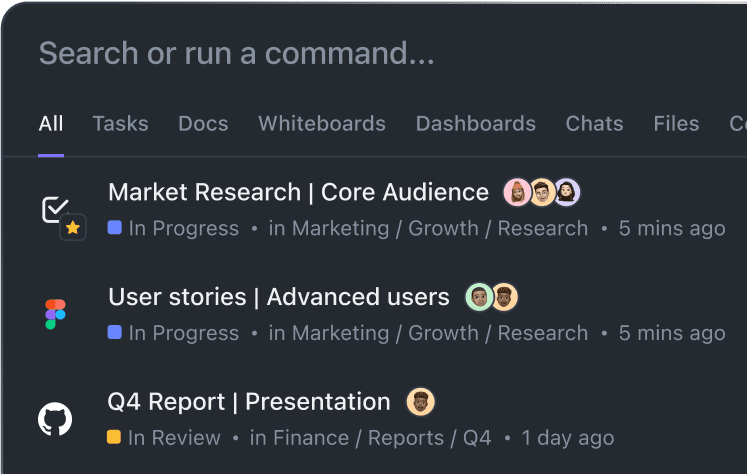 Search or run a command...
All Tasks Docs Whiteboards Dashboards Chats Files
Market Research | Core Audience
In Progress • in Marketing / Growth / Research • 5 mins ago
User stories | Advanced users
In Progress • in Marketing / Growth / Research • 5 mins ago
Q4 Report | Presentation
In Review • in Finance / Reports / Q4 • 1 day ago